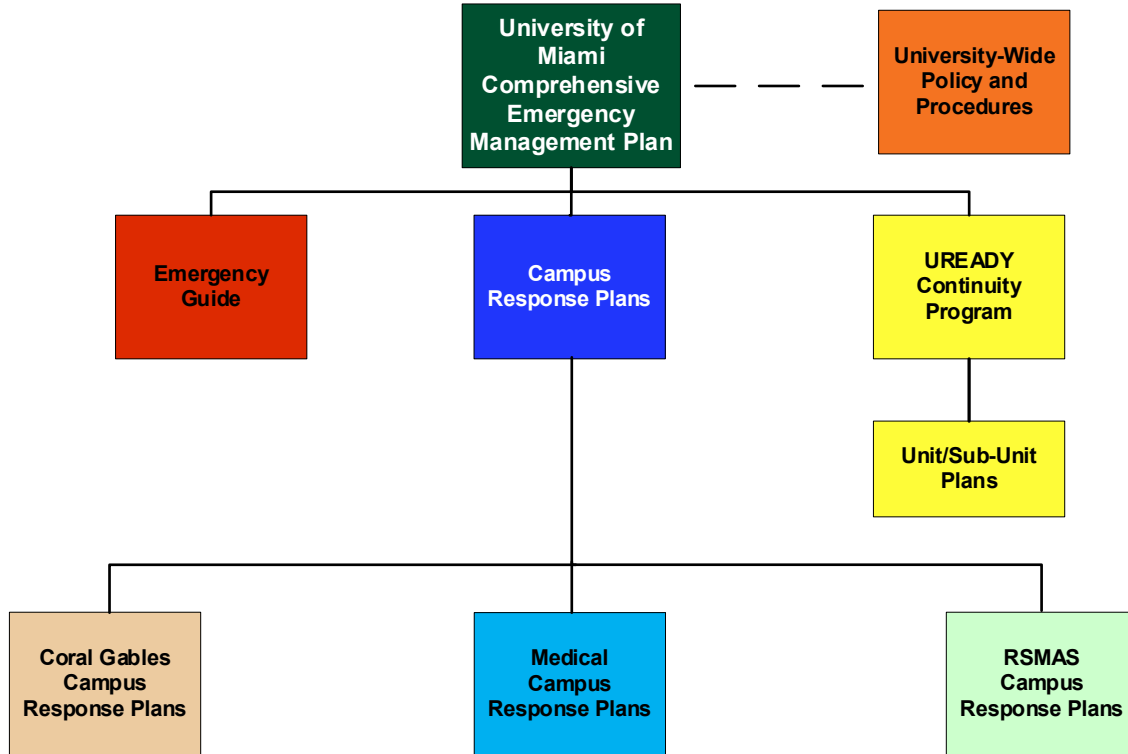 University of
Miami
Comprehensive
Emergency
Management Plan
University-Wide
Policy and
Procedures
Emergency
Guide
Campus
Response Plans
UREADY
Continuity
Program
Unit/Sub-Unit
Plans
Coral Gables
Campus
Response Plans
Medical
Campus
Response Plans
RSMAS
Campus
Response Plans